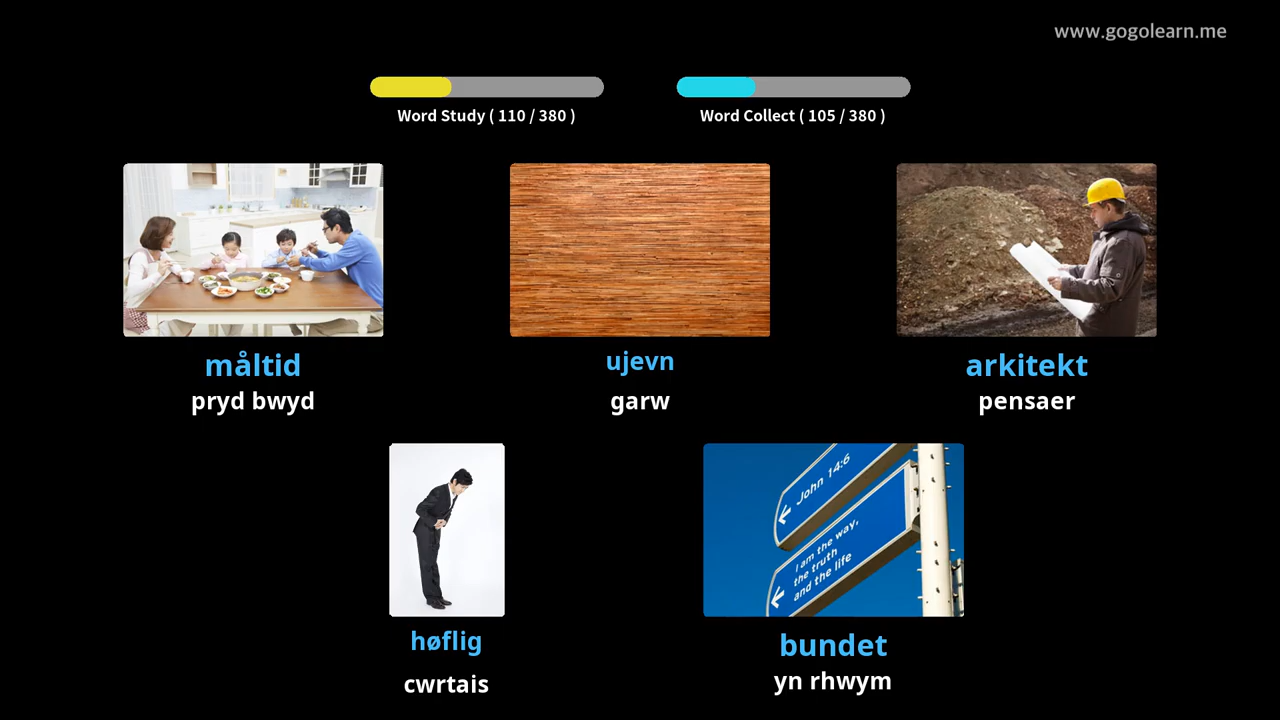 www.gogolearn.me
Word Study ( 110 / 380 )
Word Collect ( 105 / 380 )
måltid
pryd bwyd
ujevn
garw
arkitekt
pensaer
John 14:6
I am the way,
the truth
and the life
høflig
cwrtais
bundet
yn rhwym